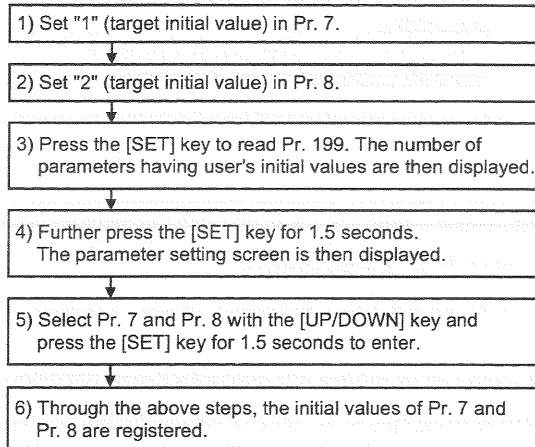 1) Set "1" (target initial value) in Pr. 7.
2) Set "2" (target initial value) in Pr. 8.
3) Press the [SET] key to read Pr. 199. The number of
parameters having user's initial values are then displayed.
4) Further press the [SET] key for 1.5 seconds.
The parameter setting screen is then displayed.
5) Select Pr. 7 and Pr. 8 with the [UP/DOWN] key and
press the [SET] key for 1.5 seconds to enter.
6) Through the above steps, the initial values of Pr. 7 and
Pr. 8 are registered.